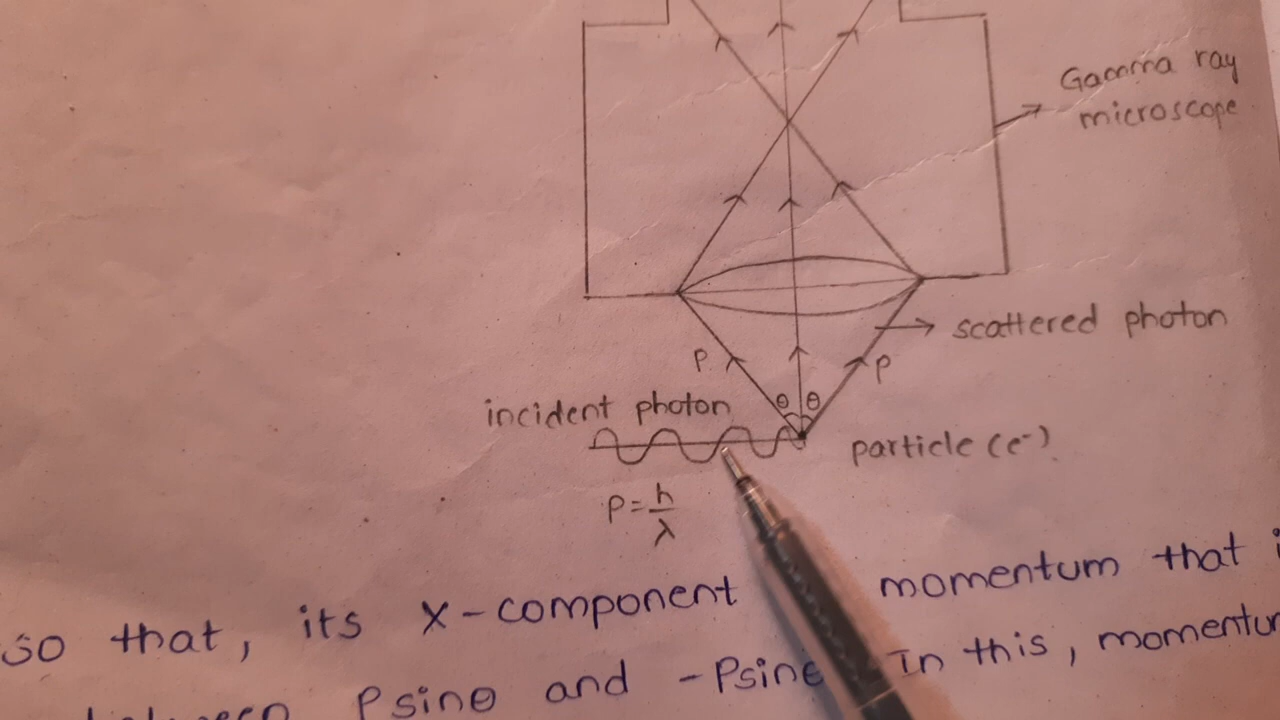 Gamma ray
microscope
scattered photon
P
P
θ θ
incident photon
particle (e⁻)
P = h/λ
so that, its X-component momentum that
Psinθ and -Psinθ In this, momentum